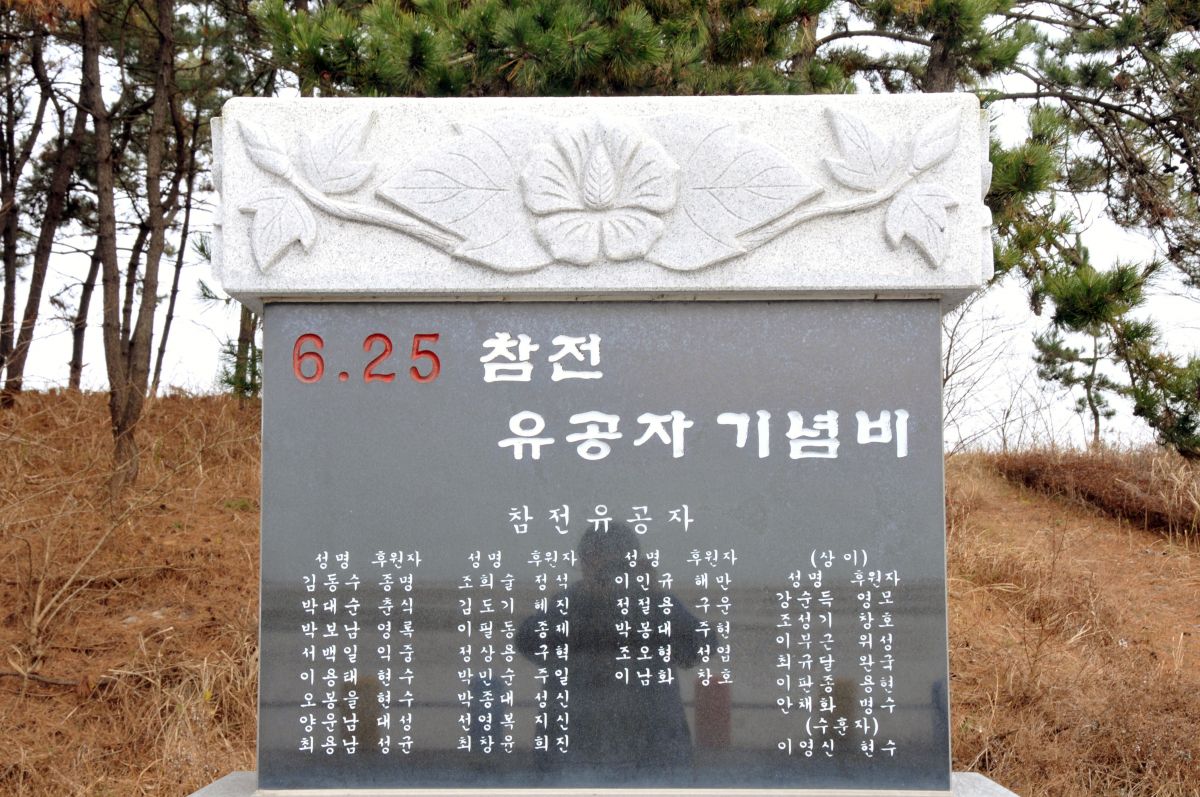 6.25 참전
유공자 기념비
참전유공자
성명 후원자
김동수 종명
박대순 춘식
박보남 영록
서백일 익중
이용태 현수
오봉을 현수
양운남 대성
최용남 성균
성명 후원자
조희술 정석
김도기 혜진
이필동 종제
정상용 구혁
박민순 주일
박종대 성신
선영복 지신
최창윤 희진
성명 후원자
이인규 해만
정절용 구운
박몽대 주현
조오형 성엽
이남화 창호
(상이)
성명 후원자
강순득 영모
조성기 창호
이부근 위성
최규달 완국
이판종 용현
안채화 명수
(수훈자)
이영신 현수